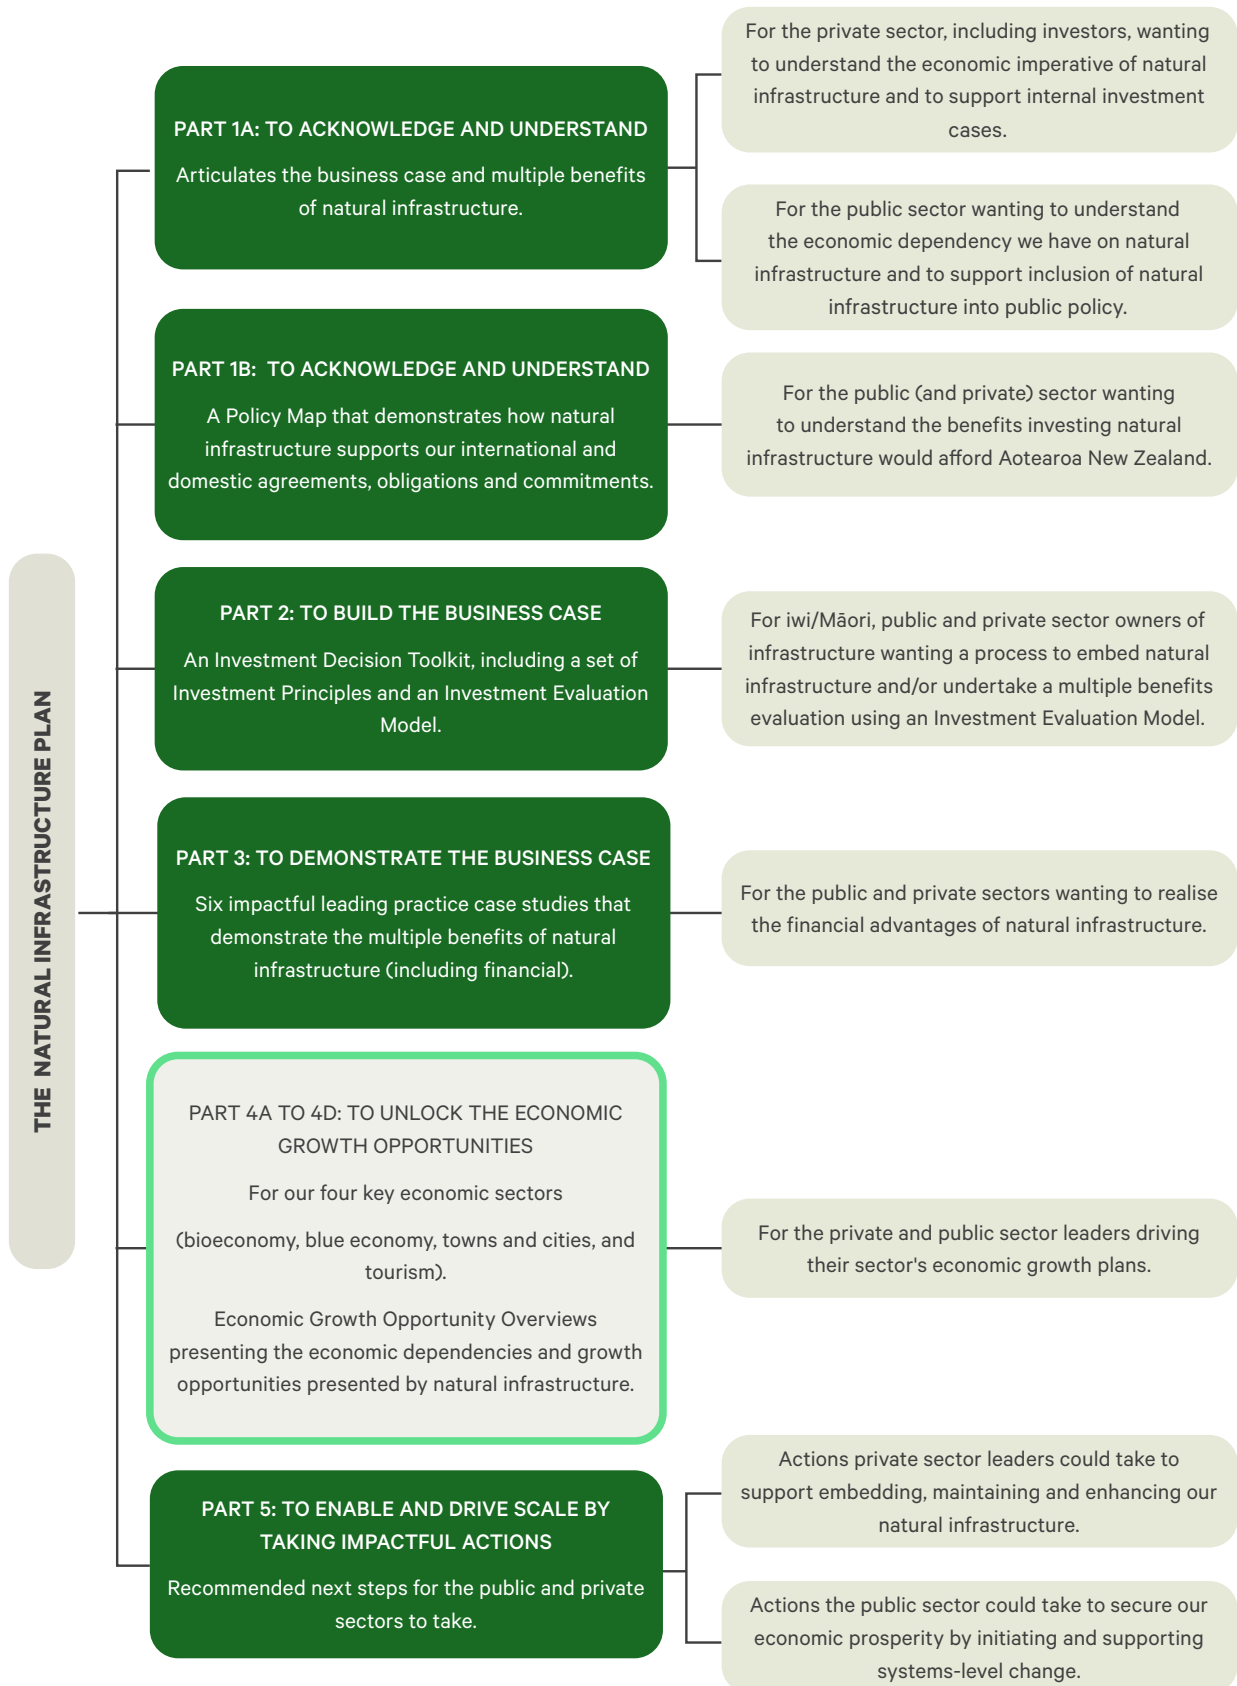 THE NATURAL INFRASTRUCTURE PLAN
PART 1A: TO ACKNOWLEDGE AND UNDERSTAND
Articulates the business case and multiple benefits
of natural infrastructure.
For the private sector, including investors, wanting
to understand the economic imperative of natural
infrastructure and to support internal investment
cases.
For the public sector wanting to understand
the economic dependency we have on natural
infrastructure and to support inclusion of natural
infrastructure into public policy.
PART 1B: TO ACKNOWLEDGE AND UNDERSTAND
A Policy Map that demonstrates how natural
infrastructure supports our international and
domestic agreements, obligations and commitments.
For the public (and private) sector wanting
to understand the benefits investing natural
infrastructure would afford Aotearoa New Zealand.
PART 2: TO BUILD THE BUSINESS CASE
An Investment Decision Toolkit, including a set of
Investment Principles and an Investment Evaluation
Model.
For iwi/Māori, public and private sector owners of
infrastructure wanting a process to embed natural
infrastructure and/or undertake a multiple benefits
evaluation using an Investment Evaluation Model.
PART 3: TO DEMONSTRATE THE BUSINESS CASE
Six impactful leading practice case studies that
demonstrate the multiple benefits of natural
infrastructure (including financial).
For the public and private sectors wanting to realise
the financial advantages of natural infrastructure.
PART 4A TO 4D: TO UNLOCK THE ECONOMIC
GROWTH OPPORTUNITIES
For our four key economic sectors
(bioeconomy, blue economy, towns and cities, and
tourism).
Economic Growth Opportunity Overviews
presenting the economic dependencies and growth
opportunities presented by natural infrastructure.
For the private and public sector leaders driving
their sector's economic growth plans.
PART 5: TO ENABLE AND DRIVE SCALE BY
TAKING IMPACTFUL ACTIONS
Recommended next steps for the public and private
sectors to take.
Actions private sector leaders could take to
support embedding, maintaining and enhancing our
natural infrastructure.
Actions the public sector could take to secure our
economic prosperity by initiating and supporting
systems-level change.